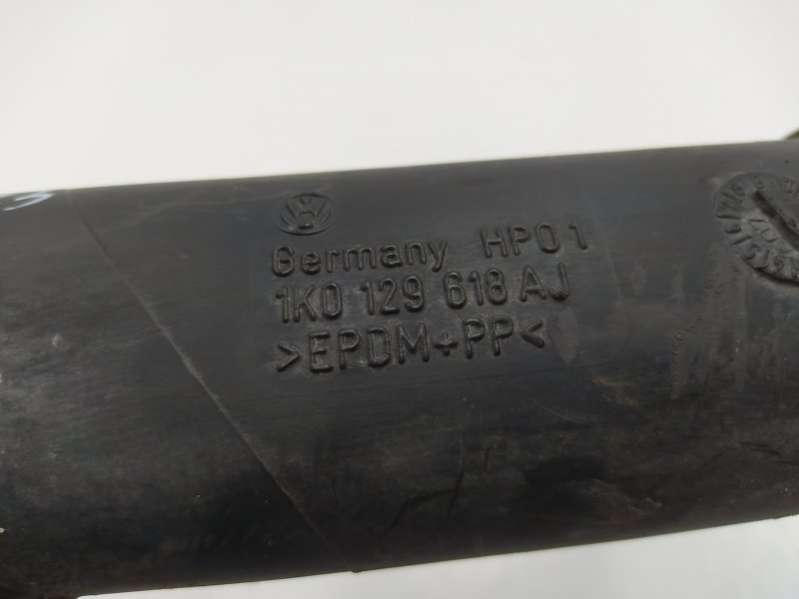 Germany HP01
1K0 129 618 AJ
>EPDM+PP<